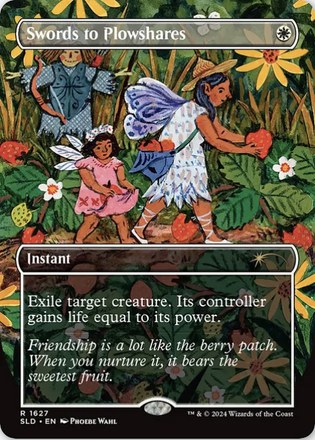 Swords to Plowshares
Instant
Exile target creature. Its controller
gains life equal to its power.
Friendship is a lot like the berry patch.
When you nurture it, it bears the
sweetest fruit.
R 1627
SLD • EN Phoebe Wahl
™ & © 2024 Wizards of the Coast